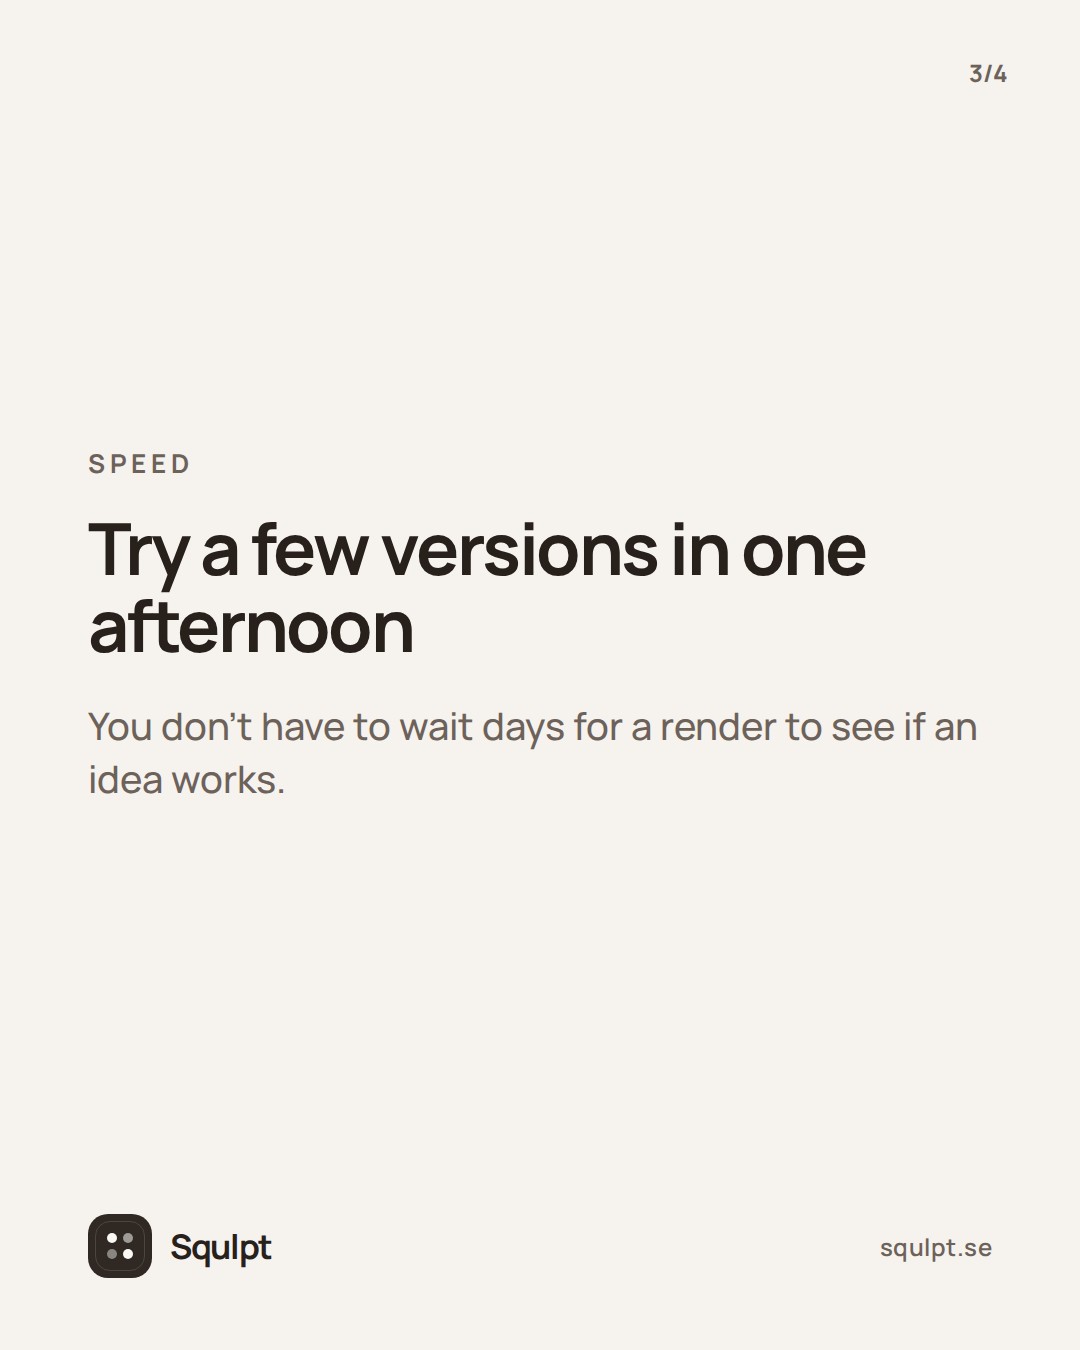 3/4
SPEED
Try a few versions in one
afternoon
You don’t have to wait days for a render to see if an
idea works.
Squlpt
squlpt.se